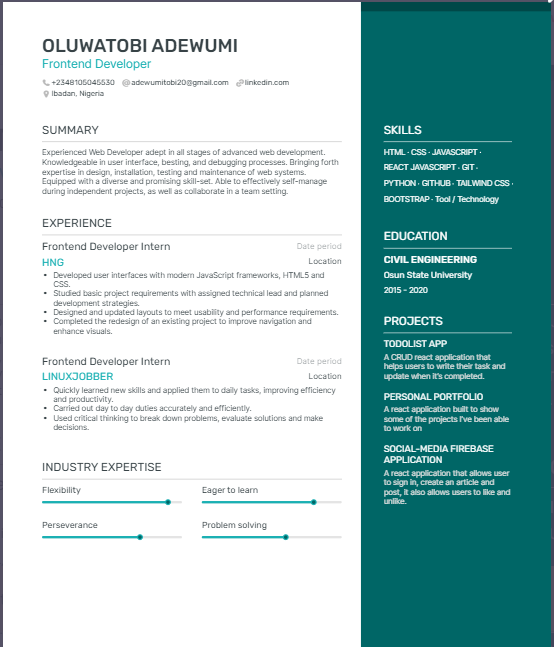 OLUWATOBI ADEWUMI
Frontend Developer
+2348105045530 adewumitobi20@gmail.com linkedin.com
Ibadan, Nigeria
SUMMARY
Experienced Web Developer adept in all stages of advanced web development.
Knowledgeable in user interface, besting, and debugging processes. Bringing forth
expertise in design, installation, testing and maintenance of web systems.
Equipped with a diverse and promising skill-set. Able to effectively self-manage
during independent projects, as well as collaborate in a team setting.
EXPERIENCE
Frontend Developer Intern Date period
HNG Location
• Developed user interfaces with modern JavaScript frameworks, HTML5 and
CSS.
• Studied basic project requirements with assigned technical lead and planned
development strategies.
• Designed and updated layouts to meet usability and performance requirements.
• Completed the redesign of an existing project to improve navigation and
enhance visuals.
Frontend Developer Intern Date period
LINUXJOBBER Location
• Quickly learned new skills and applied them to daily tasks, improving efficiency
and productivity.
• Carried out day to day duties accurately and efficiently.
• Used critical thinking to break down problems, evaluate solutions and make
decisions.
INDUSTRY EXPERTISE
Flexibility Eager to learn
Perseverance Problem solving
SKILLS
HTML · CSS · JAVASCRIPT ·
REACT JAVASCRIPT · GIT ·
PYTHON · GITHUB · TAILWIND CSS ·
BOOTSTRAP · Tool / Technology
EDUCATION
CIVIL ENGINEERING
Osun State University
2015 - 2020
PROJECTS
TODOLIST APP
A CRUD react application that
helps users to write their task and
update when it's completed.
PERSONAL PORTFOLIO
A react application built to show
some of the projects I've been able
to work on
SOCIAL-MEDIA FIREBASE
APPLICATION
A react application that allows user
to sign in, create an article and
post, it also allows users to like and
unlike.